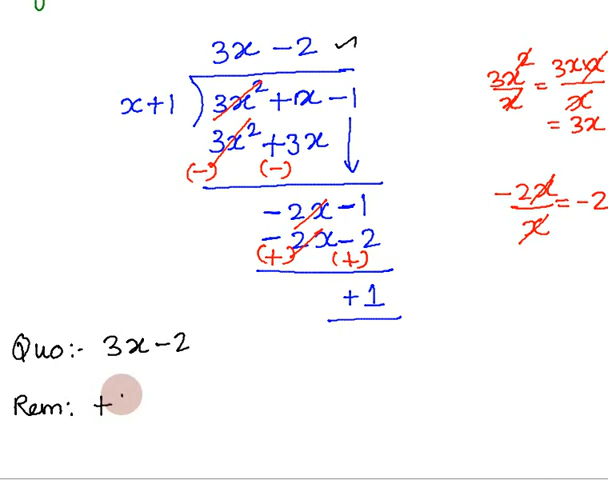 3x - 2
x+1 ) 3x² + x - 1
3x² + 3x
(-) (-)
- 2x - 1
- 2x - 2
(+) (+)
+ 1
3x²/x = 3x×x/x
= 3x
-2x/x = -2
Quo:- 3x - 2
Rem: +